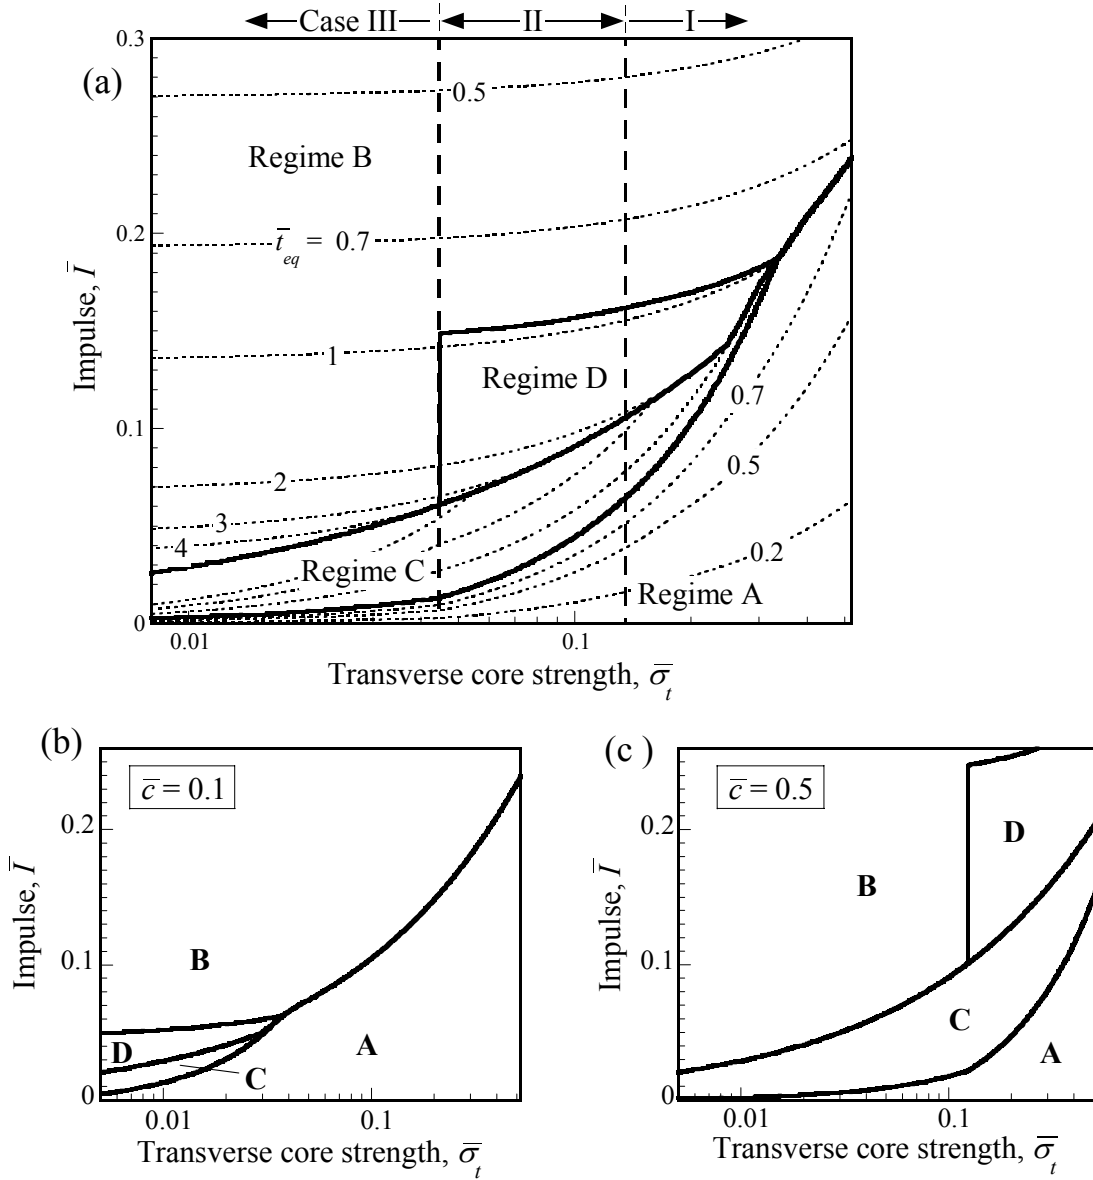 Case III II I
(a)
0.3
0.5
Regime B
0.2
t̅eq = 0.7
Impulse, I̅
1
Regime D
0.7
0.1
0.5
2
3
4
Regime C
0.2
Regime A
0
0.01 0.1
Transverse core strength, σ̅t
(b) (c)
c̅ = 0.1
0.2
B
Impulse, I̅
0.1
D
C
A
0
0.01 0.1
Transverse core strength, σ̅t
c̅ = 0.5
0.2
D
B
Impulse, I̅
0.1
C
A
0
0.01 0.1
Transverse core strength, σ̅t